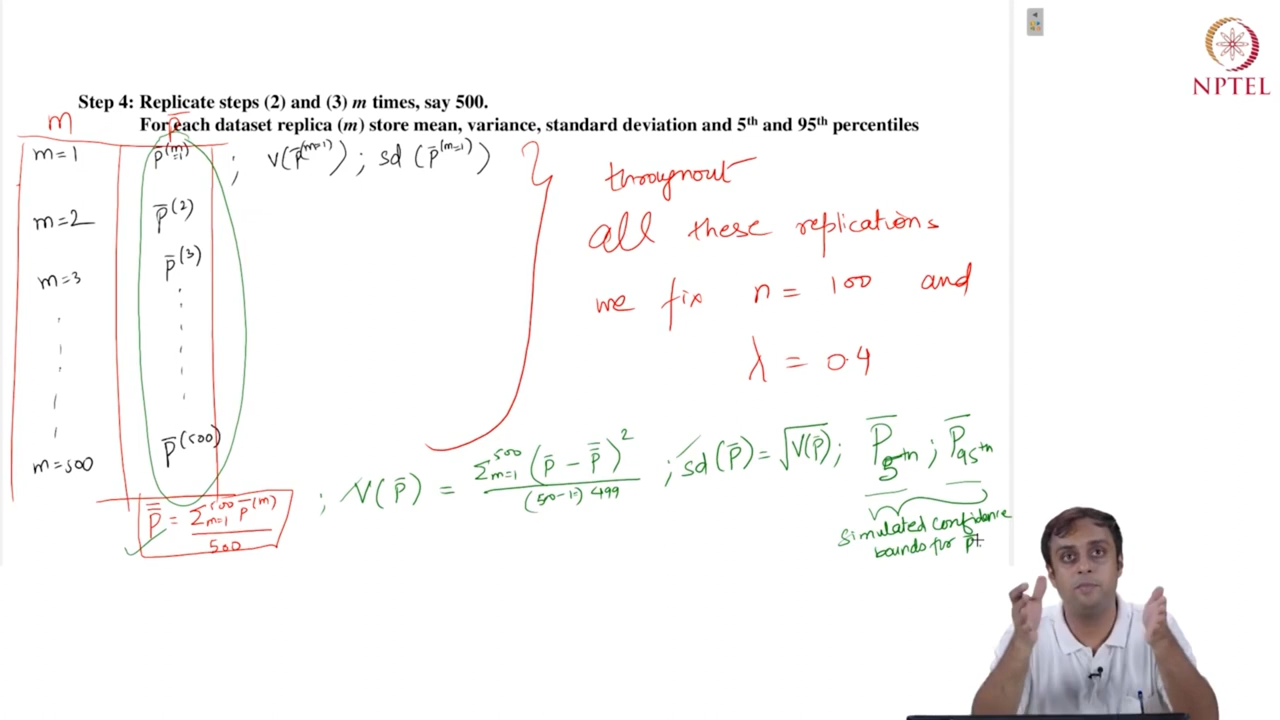 NPTEL
Step 4: Replicate steps (2) and (3) m times, say 500.
For each dataset replica (m) store mean, variance, standard deviation and 5th and 95th percentiles
m p̄
m=1 p̄^(m=1) ; v(p̄^(m=1)) ; sd (p̄^(m=1))
m=2 p̄^(2)
m=3 p̄^(3)
p̄^(500)
m=500
throughout
all these replications
we fix n = 100 and
λ = 0.4
p̿ = Σ_{m=1}^{500} p̄^(m) / 500
; V(p̄) = Σ_{m=1}^{500} (p̄ − p̿)² / (500-1=) 499 ; sd(p̄) = √V(p̄) ; p̄_5th ; p̄_95th
Simulated confidence
bounds for